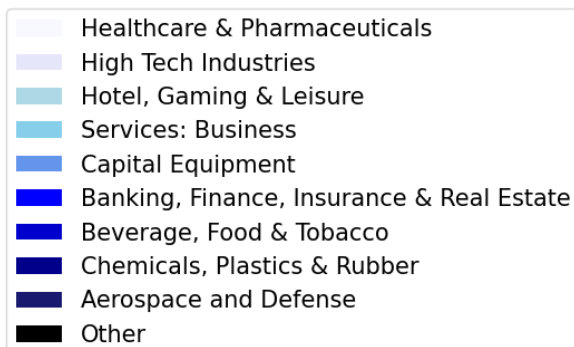 Healthcare & Pharmaceuticals
High Tech Industries
Hotel, Gaming & Leisure
Services: Business
Capital Equipment
Banking, Finance, Insurance & Real Estate
Beverage, Food & Tobacco
Chemicals, Plastics & Rubber
Aerospace and Defense
Other